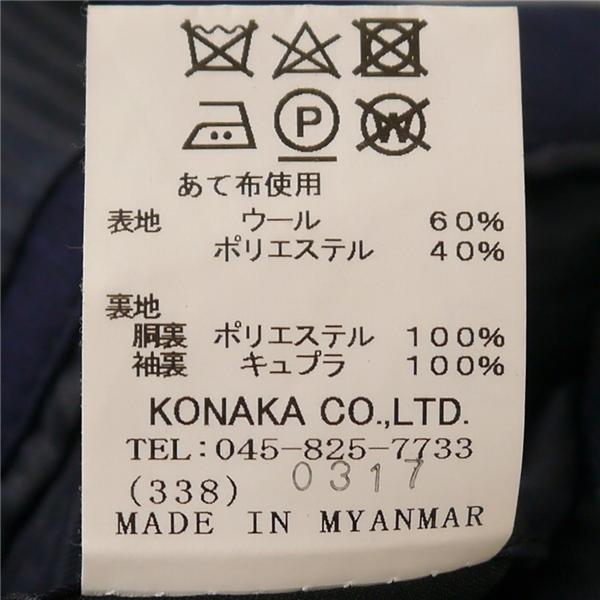 P W
あて布使用
表地 ウール 60%
ポリエステル 40%
裏地
胴裏 ポリエステル 100%
袖裏 キュプラ 100%
KONAKA CO.,LTD.
TEL:045-825-7733
(338) 0317
MADE IN MYANMAR